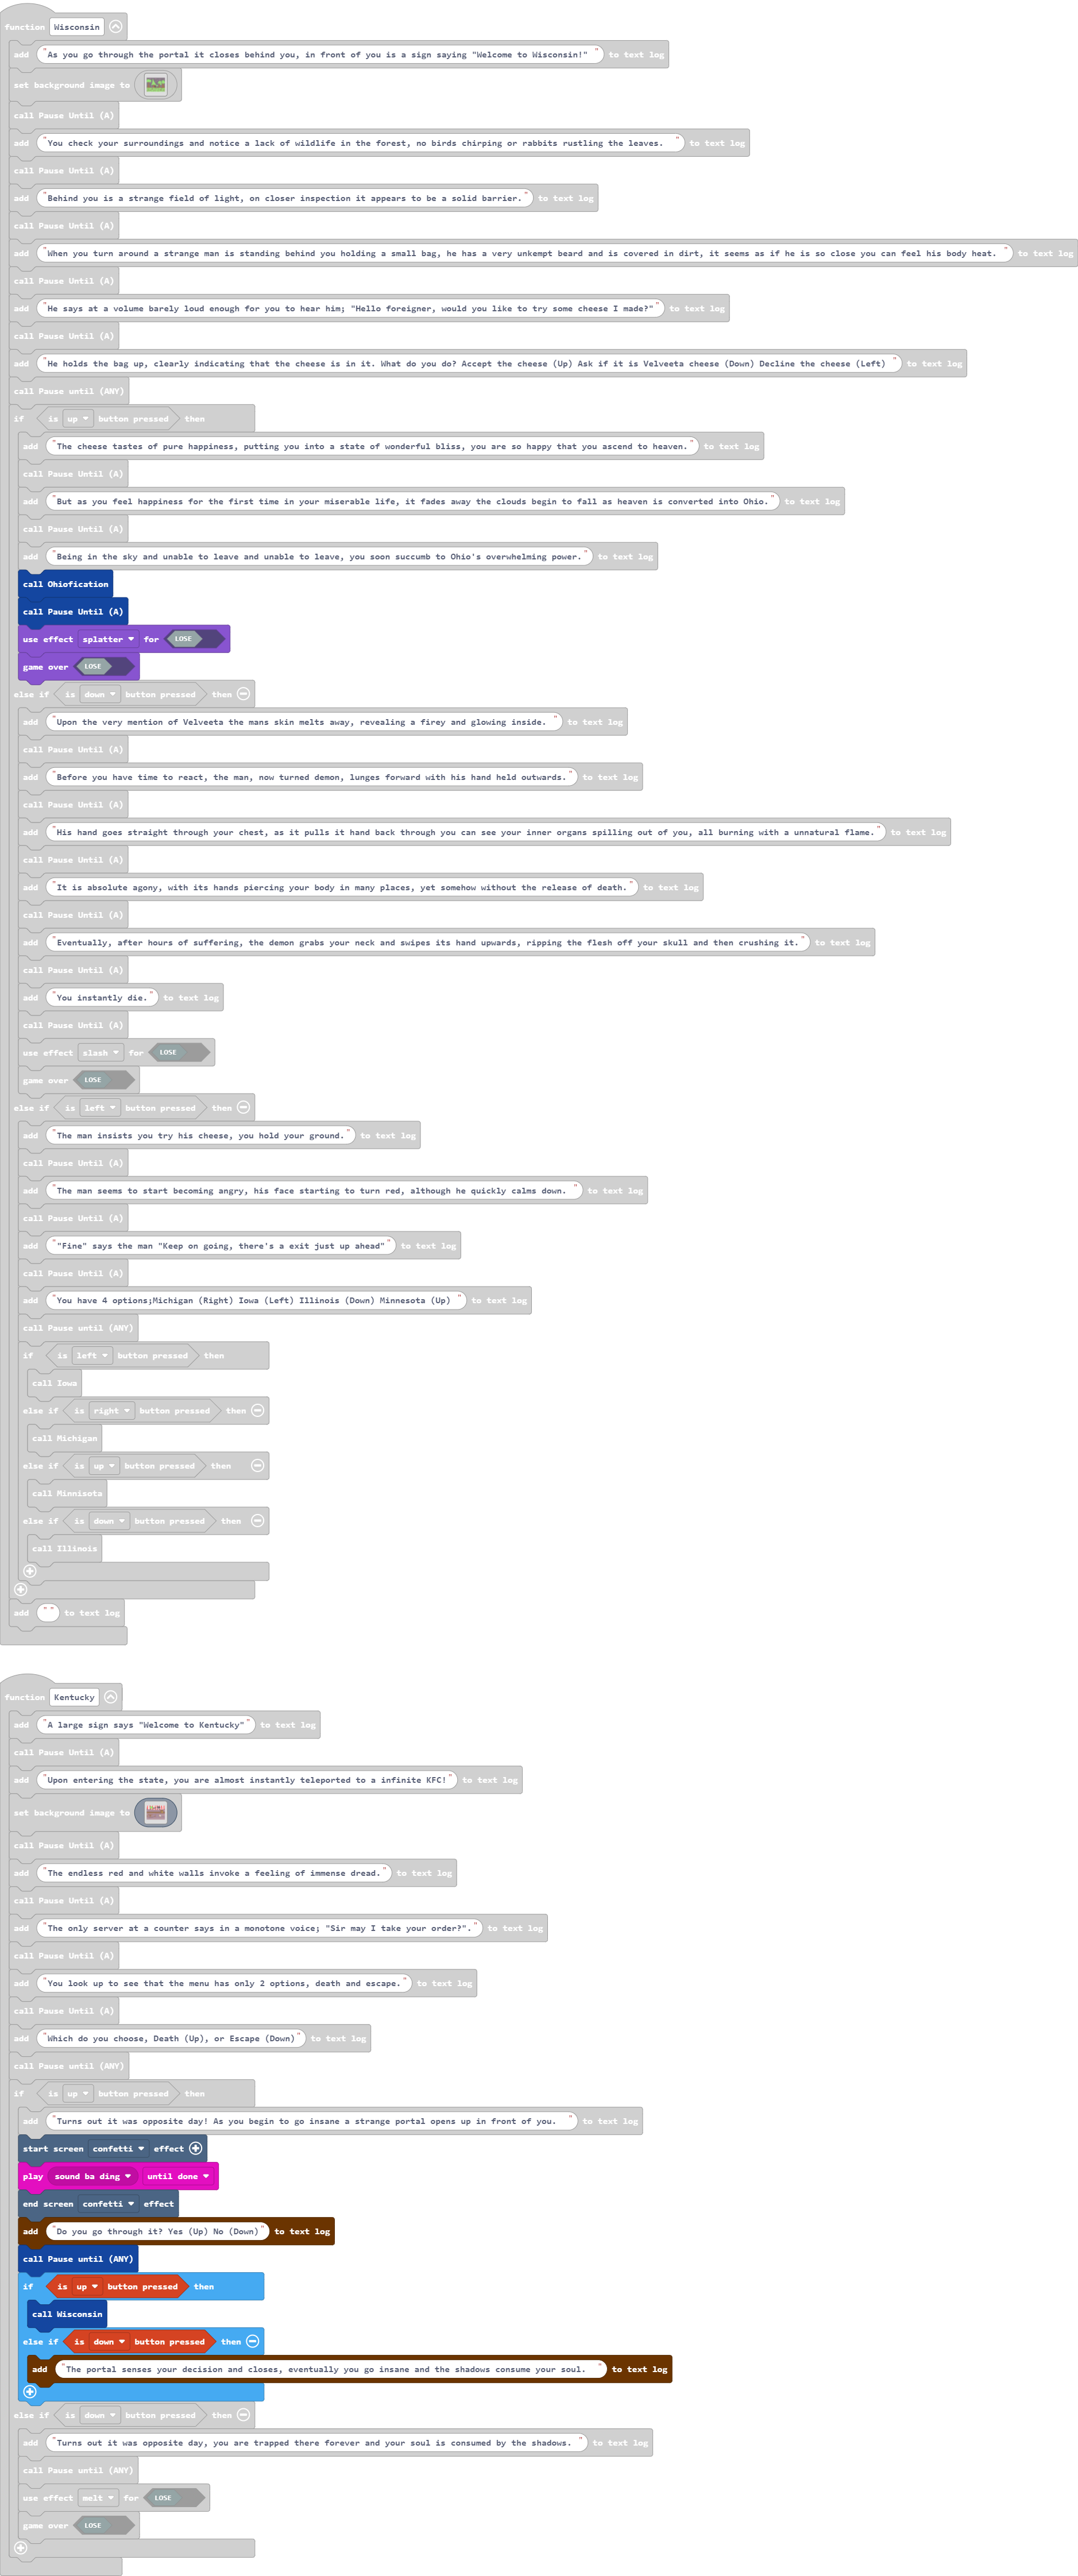 function Wisconsin
add "As you go through the portal it closes behind you, in front of you is a sign saying "Welcome to Wisconsin!" " to text log
set background image to
call Pause Until (A)
add "You check your surroundings and notice a lack of wildlife in the forest, no birds chirping or rabbits rustling the leaves. " to text log
call Pause Until (A)
add "Behind you is a strange field of light, on closer inspection it appears to be a solid barrier." to text log
call Pause Until (A)
add "When you turn around a strange man is standing behind you holding a small bag, he has a very unkempt beard and is covered in dirt, it seems as if he is so close you can feel his body heat. " to text log
call Pause Until (A)
add "He says at a volume barely loud enough for you to hear him; "Hello foreigner, would you like to try some cheese I made?"" to text log
call Pause Until (A)
add "He holds the bag up, clearly indicating that the cheese is in it. What do you do? Accept the cheese (Up) Ask if it is Velveeta cheese (Down) Decline the cheese (Left) " to text log
call Pause until (ANY)
if is up button pressed then
add "The cheese tastes of pure happiness, putting you into a state of wonderful bliss, you are so happy that you ascend to heaven." to text log
call Pause Until (A)
add "But as you feel happiness for the first time in your miserable life, it fades away the clouds begin to fall as heaven is converted into Ohio." to text log
call Pause Until (A)
add "Being in the sky and unable to leave and unable to leave, you soon succumb to Ohio's overwhelming power." to text log
call Ohiofication
call Pause Until (A)
use effect splatter for LOSE
game over LOSE
else if is down button pressed then
add "Upon the very mention of Velveeta the mans skin melts away, revealing a firey and glowing inside. " to text log
call Pause Until (A)
add "Before you have time to react, the man, now turned demon, lunges forward with his hand held outwards." to text log
call Pause Until (A)
add "His hand goes straight through your chest, as it pulls it hand back through you can see your inner organs spilling out of you, all burning with a unnatural flame." to text log
call Pause Until (A)
add "It is absolute agony, with its hands piercing your body in many places, yet somehow without the release of death." to text log
call Pause Until (A)
add "Eventually, after hours of suffering, the demon grabs your neck and swipes its hand upwards, ripping the flesh off your skull and then crushing it." to text log
call Pause Until (A)
add "You instantly die." to text log
call Pause Until (A)
use effect slash for LOSE
game over LOSE
else if is left button pressed then
add "The man insists you try his cheese, you hold your ground." to text log
call Pause Until (A)
add "The man seems to start becoming angry, his face starting to turn red, although he quickly calms down. " to text log
call Pause Until (A)
add ""Fine" says the man "Keep on going, there's a exit just up ahead"" to text log
call Pause Until (A)
add "You have 4 options;Michigan (Right) Iowa (Left) Illinois (Down) Minnesota (Up) " to text log
call Pause until (ANY)
if is left button pressed then
call Iowa
else if is right button pressed then
call Michigan
else if is up button pressed then
call Minnisota
else if is down button pressed then
call Illinois
add " " to text log
function Kentucky
add "A large sign says "Welcome to Kentucky"" to text log
call Pause Until (A)
add "Upon entering the state, you are almost instantly teleported to a infinite KFC!" to text log
set background image to
call Pause Until (A)
add "The endless red and white walls invoke a feeling of immense dread." to text log
call Pause Until (A)
add "The only server at a counter says in a monotone voice; "Sir may I take your order?"." to text log
call Pause Until (A)
add "You look up to see that the menu has only 2 options, death and escape." to text log
call Pause Until (A)
add "Which do you choose, Death (Up), or Escape (Down)" to text log
call Pause until (ANY)
if is up button pressed then
add "Turns out it was opposite day! As you begin to go insane a strange portal opens up in front of you. " to text log
start screen confetti effect
play sound ba ding until done
end screen confetti effect
add "Do you go through it? Yes (Up) No (Down)" to text log
call Pause until (ANY)
if is up button pressed then
call Wisconsin
else if is down button pressed then
add "The portal senses your decision and closes, eventually you go insane and the shadows consume your soul. " to text log
else if is down button pressed then
add "Turns out it was opposite day, you are trapped there forever and your soul is consumed by the shadows. " to text log
call Pause until (ANY)
use effect melt for LOSE
game over LOSE